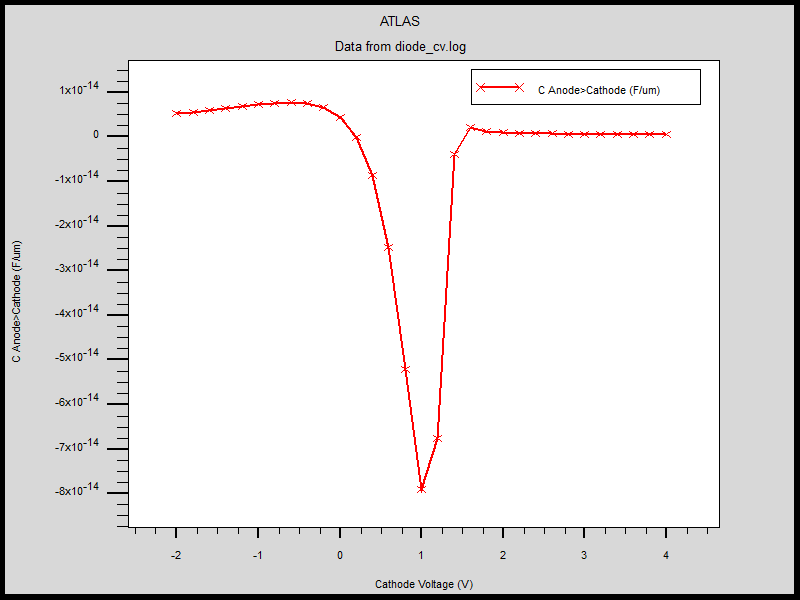 ATLAS
Data from diode_cv.log
C Anode>Cathode (F/um)
1x10-14
0
-1x10-14
-2x10-14
-3x10-14
-4x10-14
-5x10-14
-6x10-14
-7x10-14
-8x10-14
C Anode>Cathode (F/um)
-2 -1 0 1 2 3 4
Cathode Voltage (V)